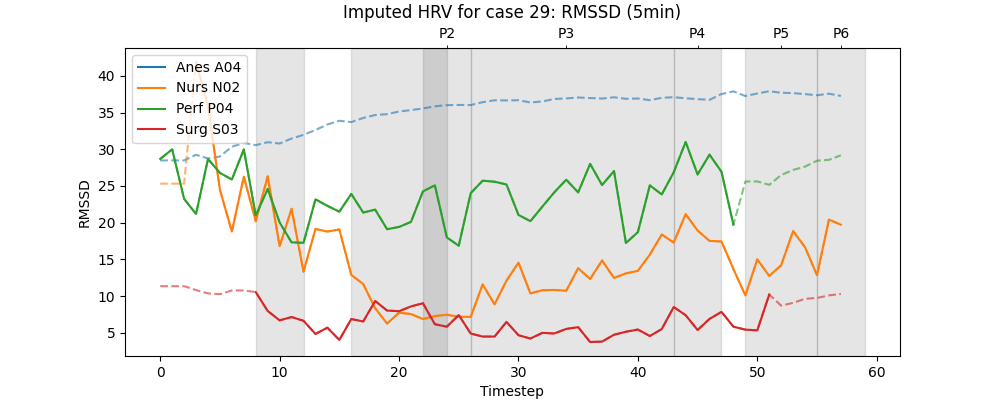 Imputed HRV for case 29: RMSSD (5min)
P2 P3 P4 P5 P6
Anes A04
Nurs N02
Perf P04
Surg S03
RMSSD
40
35
30
25
20
15
10
5
0 10 20 30 40 50 60
Timestep